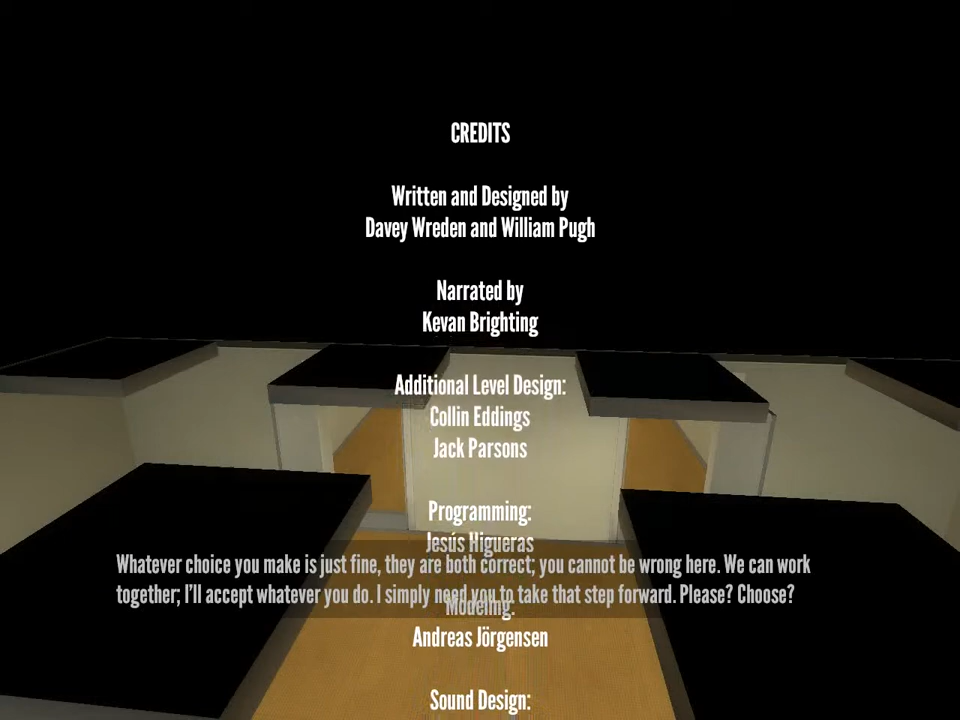 CREDITS
Written and Designed by
Davey Wreden and William Pugh
Narrated by
Kevan Brighting
Additional Level Design:
Collin Eddings
Jack Parsons
Programming:
Jesús Higueras
Whatever choice you make is just fine, they are both correct; you cannot be wrong here. We can work
together; I'll accept whatever you do. I simply need you to take that step forward. Please? Choose?
Modeling:
Andreas Jörgensen
Sound Design: